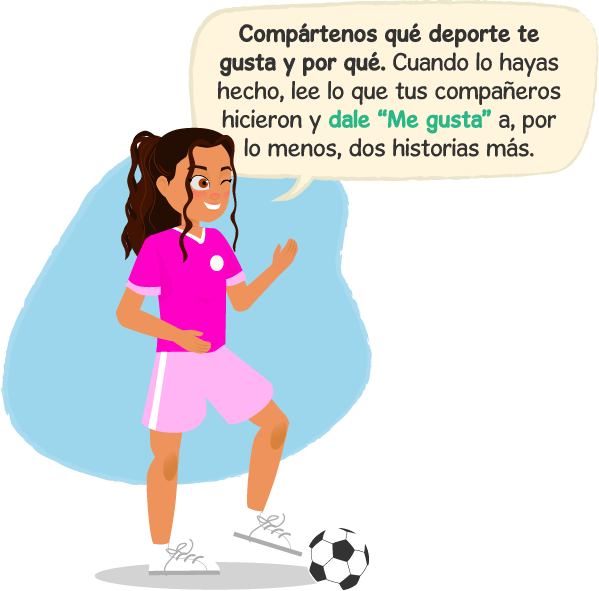 Compártenos qué deporte te
gusta y por qué. Cuando lo hayas
hecho, lee lo que tus compañeros
hicieron y dale “Me gusta” a, por
lo menos, dos historias más.